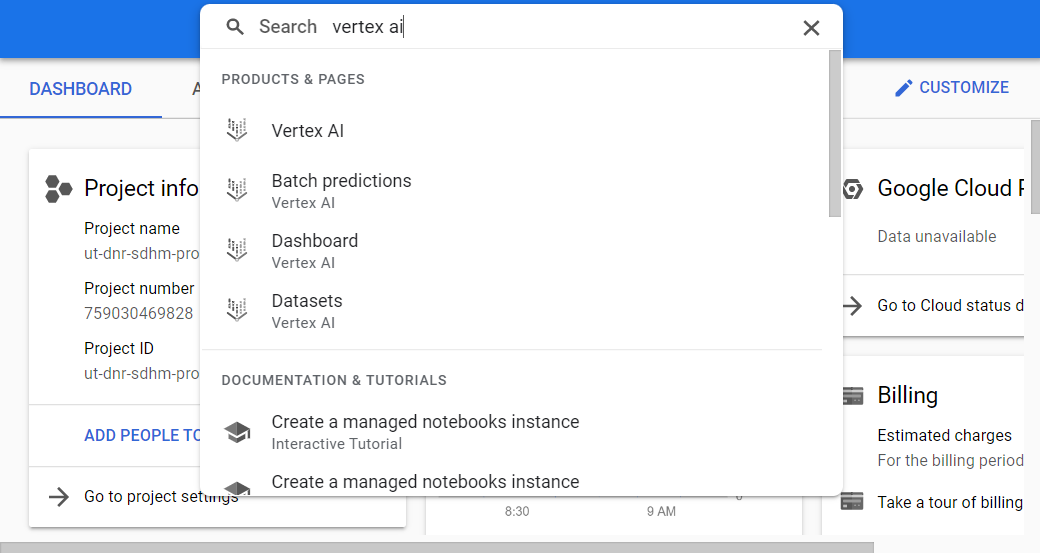 Search vertex ai
DASHBOARD
CUSTOMIZE
PRODUCTS & PAGES
Vertex AI
Batch predictions
Vertex AI
Dashboard
Vertex AI
Datasets
Vertex AI
DOCUMENTATION & TUTORIALS
Create a managed notebooks instance
Interactive Tutorial
Create a managed notebooks instance
Project info
Project name
ut-dnr-sdhm-pro
Project number
759030469828
Project ID
ut-dnr-sdhm-pro
ADD PEOPLE TO
Go to project settings
8:30
9 AM
Google Cloud
Data unavailable
Go to Cloud status d
Billing
Estimated charges
For the billing period
Take a tour of billing